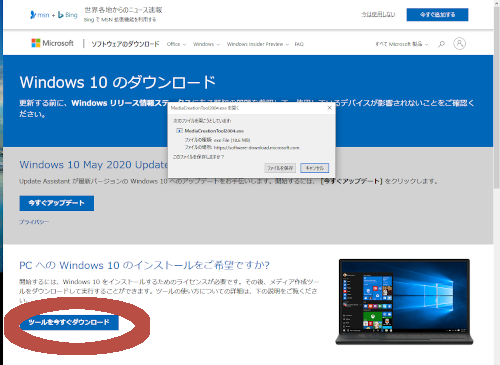 msn + Bing
世界各地からのニュース速報
Bing で MSN 拡張機能を利用する
今は使用しない
今すぐ追加する
Microsoft
ソフトウェアのダウンロード
Office
Windows
Windows Insider Preview
FAQ
すべて Microsoft 製品
Windows 10 のダウンロード
更新する前に、Windows リリース情報ステータス
デバイスが影響されないことをご確認ください。
MediaCreationTool2004.exe を開く
次のファイルを開こうとしています:
MediaCreationTool2004.exe
ファイルの種類: exe File (18.6 MB)
ファイルの場所: https://software-download.microsoft.com
このファイルを保存しますか?
ファイルを保存
キャンセル
Windows 10 May 2020 Update
Update Assistant が最新バージョンの Windows 10 へのアップデートをお手伝いします。開始するには、 [今すぐアップデート] をクリックします。
今すぐアップデート
プライバシー
PC への Windows 10 のインストールをご希望ですか?
開始するには、Windows 10 をインストールするためのライセンスが必要です。その後、メディア作成ツー
ルをダウンロードして実行することができます。ツールの使い方についての詳細は、下の説明をご覧くださ
い。
ツールを今すぐダウンロード